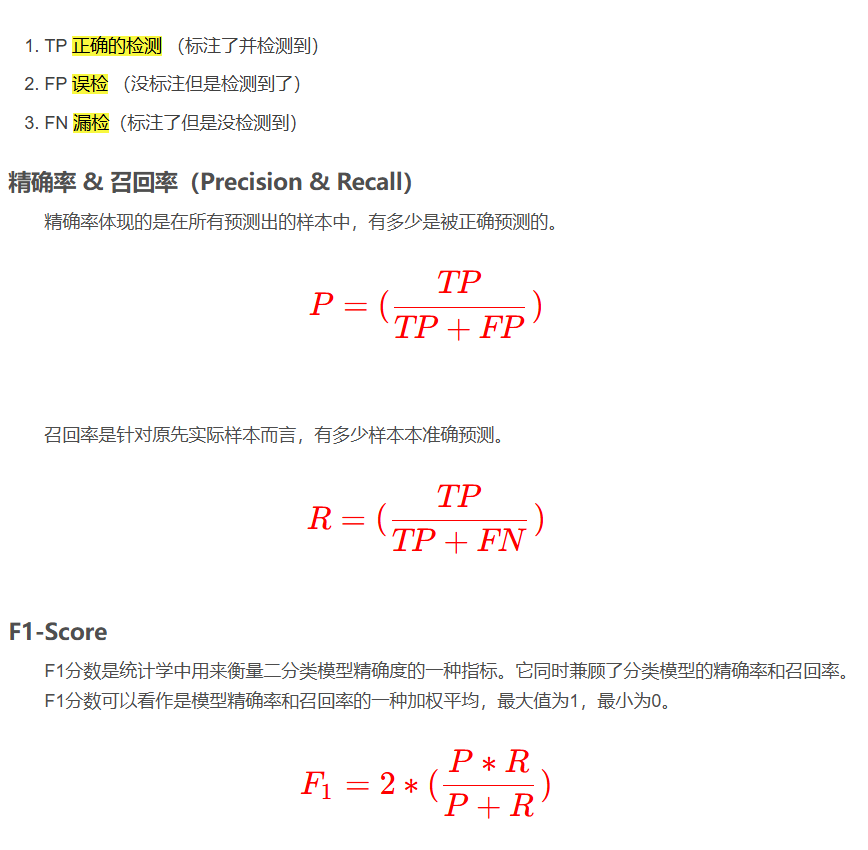 1. TP 正确的检测 （标注了并检测到）
2. FP 误检 （没标注但是检测到了）
3. FN 漏检（标注了但是没检测到）
精确率 & 召回率（Precision & Recall）
精确率体现的是在所有预测出的样本中，有多少是被正确预测的。
P = (TP / TP + FP)
召回率是针对原先实际样本而言，有多少样本本准确预测。
R = (TP / TP + FN)
F1-Score
F1分数是统计学中用来衡量二分类模型精确度的一种指标。它同时兼顾了分类模型的精确率和召回率。
F1分数可以看作是模型精确率和召回率的一种加权平均，最大值为1，最小为0。
F₁ = 2 * (P * R / P + R)